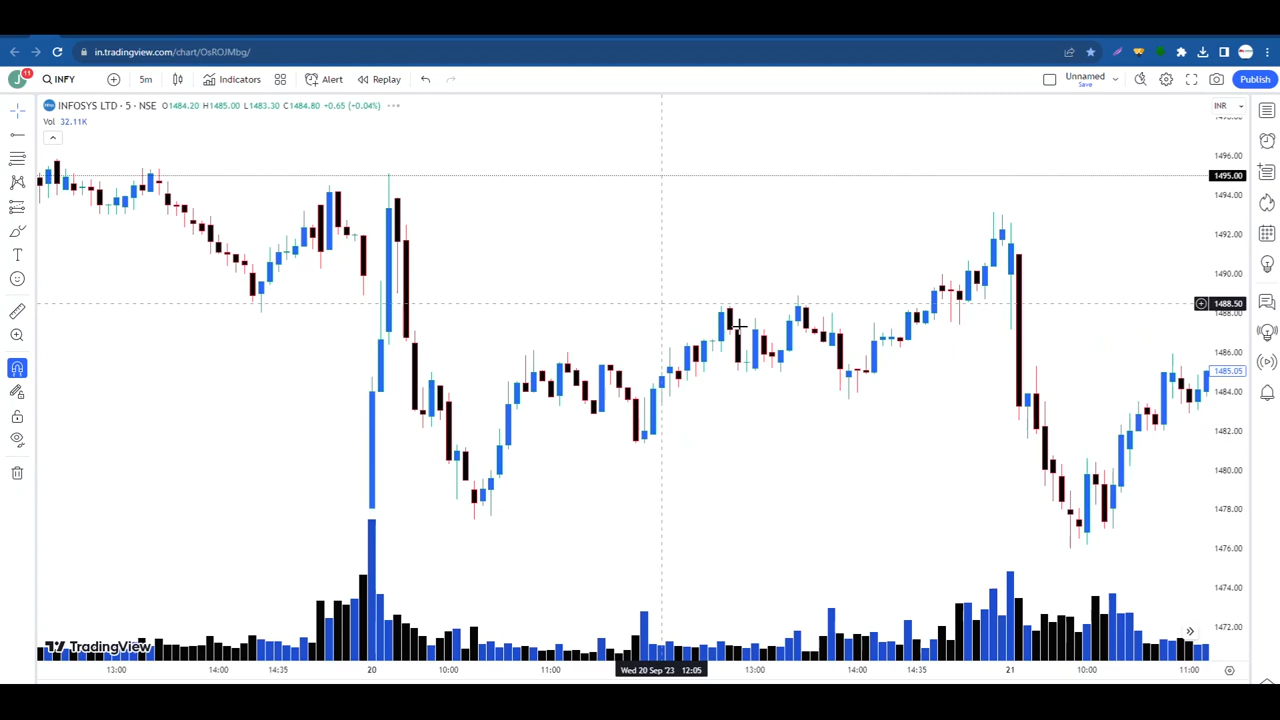 in.tradingview.com/chart/OsROJMbg/
J 11 INFY 5m Indicators Alert Replay Unnamed Save Publish
INFOSYS LTD · 5 · NSE O1484.20 H1485.00 L1483.30 C1484.80 +0.65 (+0.04%) INR
Vol 32.11K
1496.00
1495.00
1494.00
1492.00
1490.00
1488.50
1488.00
1486.00
1485.05
1484.00
1482.00
1480.00
1478.00
1476.00
1474.00
1472.00
TradingView
13:00 14:00 14:35 20 10:00 11:00 Wed 20 Sep '23 12:05 13:00 14:00 14:35 21 10:00 11:00